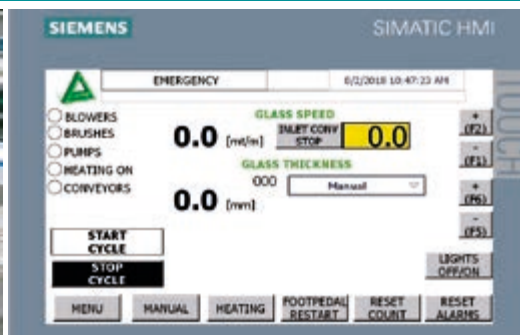 SIEMENS
SIMATIC HMI
TOUCH
EMERGENCY
6/2/2018 10:47:23 AM
BLOWERS
BRUSHES
PUMPS
HEATING ON
CONVEYORS
GLASS SPEED
0.0 [mt/m]
INLET CONV
STOP
0.0
GLASS THICKNESS
000
Manual
0.0 [mm]
+
(F2)
-
(F1)
+
(F6)
-
(F5)
START
CYCLE
STOP
CYCLE
LIGHTS
OFF/ON
MENU
MANUAL
HEATING
FOOTPEDAL
RESTART
RESET
COUNT
RESET
ALARMS